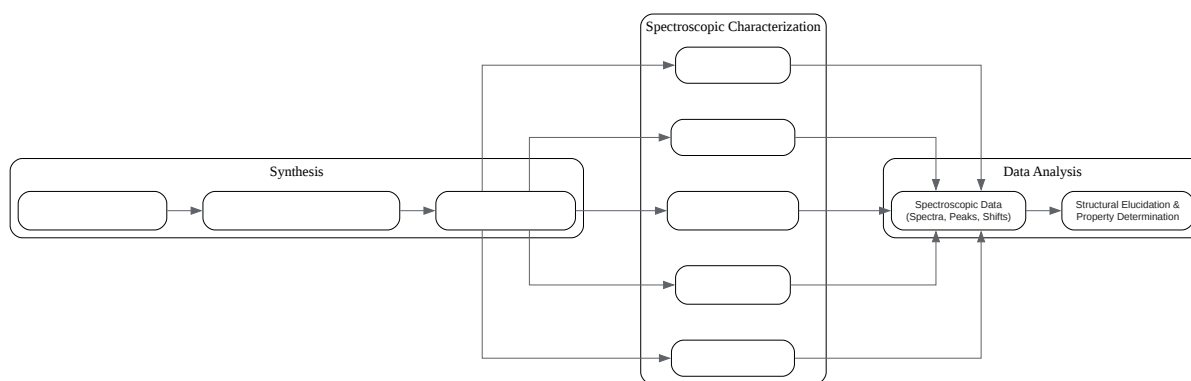 Spectroscopic Characterization
Synthesis
Data Analysis
Spectroscopic Data
(Spectra, Peaks, Shifts)
Structural Elucidation &
Property Determination